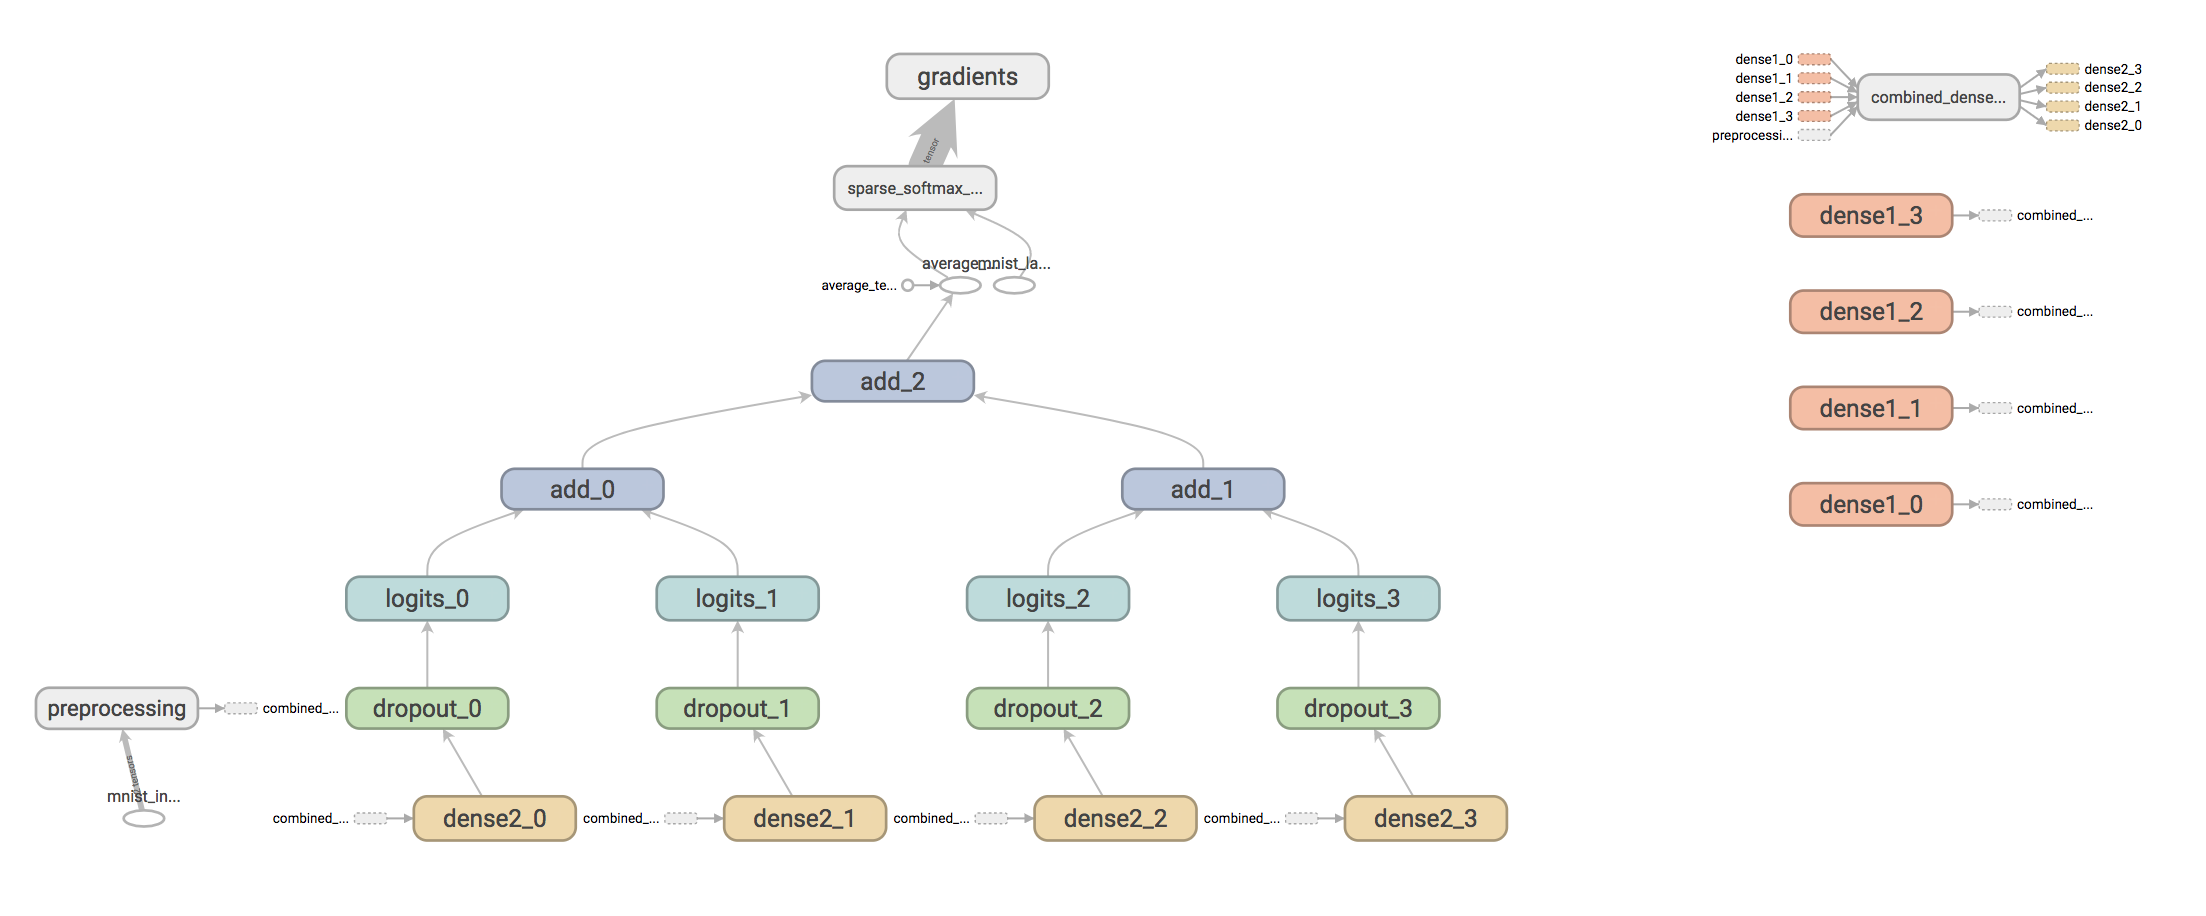 gradients
tensor
sparse_softmax_...
average_...
mnist_la...
average_te...
add_2
add_0
add_1
logits_0
logits_1
logits_2
logits_3
preprocessing
combined_...
dropout_0
dropout_1
dropout_2
dropout_3
tensors
mnist_in...
combined_...
dense2_0
combined_...
dense2_1
combined_...
dense2_2
combined_...
dense2_3
dense1_0
dense1_1
dense1_2
dense1_3
preprocessi...
combined_dense...
dense2_3
dense2_2
dense2_1
dense2_0
dense1_3
combined_...
dense1_2
combined_...
dense1_1
combined_...
dense1_0
combined_...